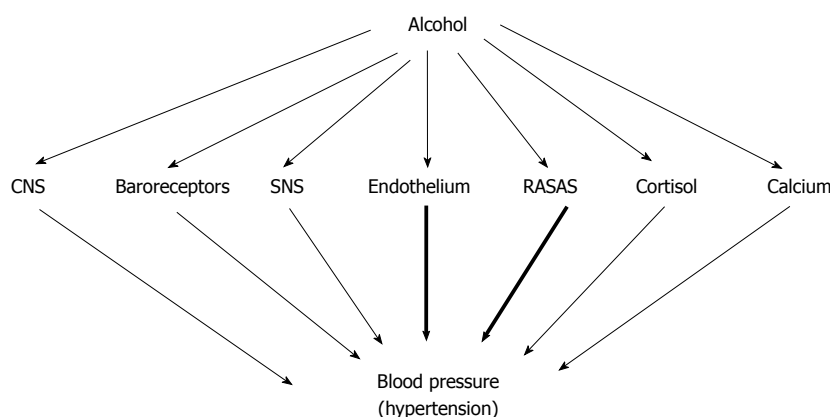 Alcohol
CNS Baroreceptors SNS Endothelium RASAS Cortisol Calcium
Blood pressure
(hypertension)